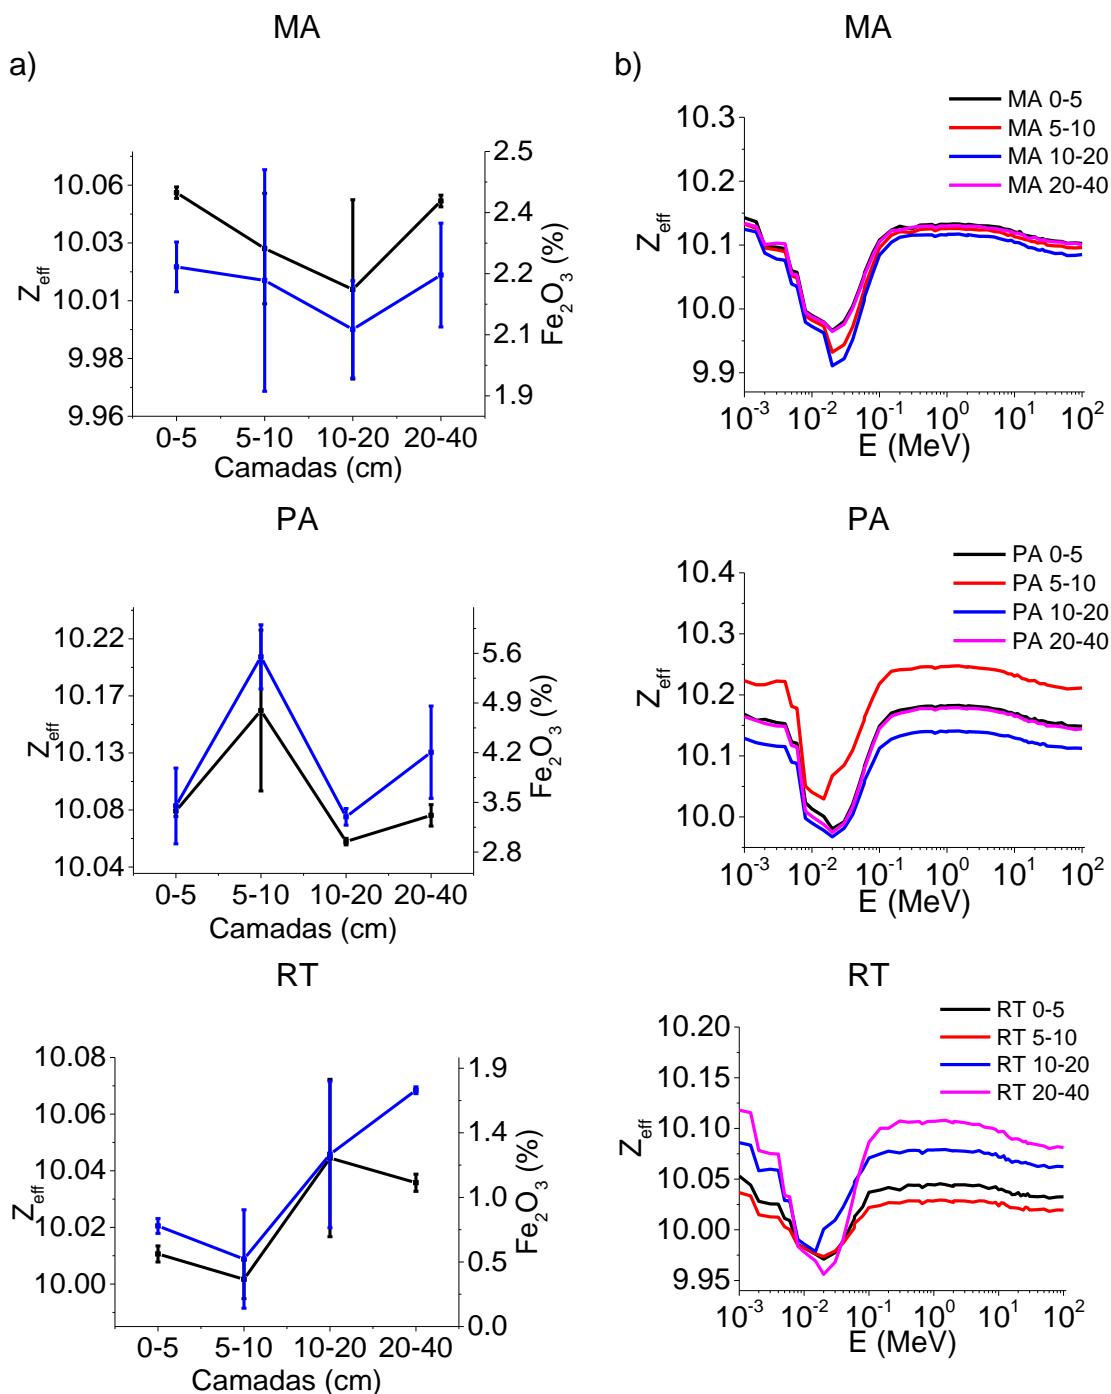 MA
a)
10.06
10.03
10.01
9.98
9.96
Z_eff
2.5
2.4
2.2
2.1
1.9
Fe₂O₃ (%)
0-5 5-10 10-20 20-40
Camadas (cm)
MA
b)
MA 0-5
MA 5-10
MA 10-20
MA 20-40
10.3
10.2
10.1
10.0
9.9
Z_eff
10⁻³ 10⁻² 10⁻¹ 10⁰ 10¹ 10²
E (MeV)
PA
10.22
10.17
10.13
10.08
10.04
Z_eff
5.6
4.9
4.2
3.5
2.8
Fe₂O₃ (%)
0-5 5-10 10-20 20-40
Camadas (cm)
PA
PA 0-5
PA 5-10
PA 10-20
PA 20-40
10.4
10.3
10.2
10.1
10.0
Z_eff
10⁻³ 10⁻² 10⁻¹ 10⁰ 10¹ 10²
E (MeV)
RT
10.08
10.06
10.04
10.02
10.00
Z_eff
1.9
1.4
1.0
0.5
0.0
Fe₂O₃ (%)
0-5 5-10 10-20 20-40
Camadas (cm)
RT
RT 0-5
RT 5-10
RT 10-20
RT 20-40
10.20
10.15
10.10
10.05
10.00
9.95
Z_eff
10⁻³ 10⁻² 10⁻¹ 10⁰ 10¹ 10²
E (MeV)